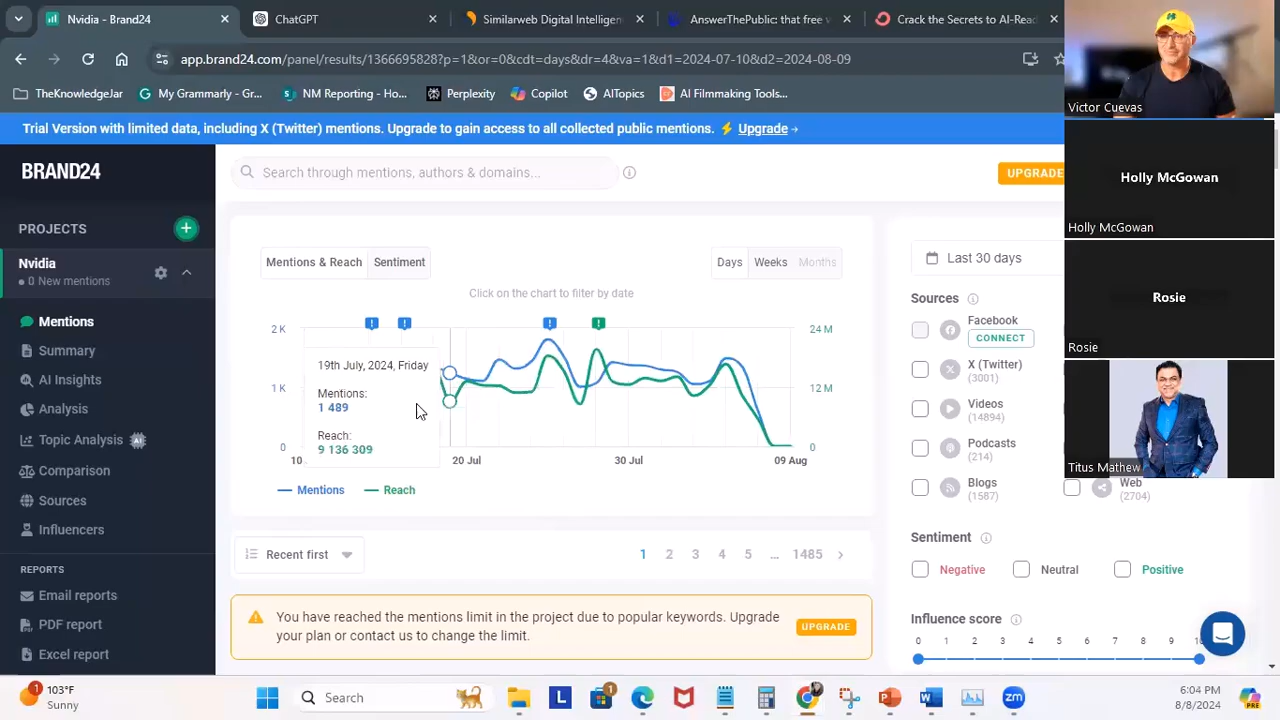 Nvidia - Brand24
ChatGPT
Similarweb Digital Intelligen
AnswerThePublic: that free v
Crack the Secrets to AI-Read
app.brand24.com/panel/results/1366695828?p=1&or=0&cdt=days&dr=4&va=1&d1=2024-07-10&d2=2024-08-09
TheKnowledgeJar
My Grammarly - Gr...
NM Reporting - Ho...
Perplexity
Copilot
AITopics
AI Filmmaking Tools...
Victor Cuevas
Trial Version with limited data, including X (Twitter) mentions. Upgrade to gain access to all collected public mentions. ⚡ Upgrade →
BRAND24
Search through mentions, authors & domains...
UPGRADE
Holly McGowan
Holly McGowan
PROJECTS
Nvidia
0 New mentions
Mentions
Summary
AI Insights
Analysis
Topic Analysis AI
Comparison
Sources
Influencers
REPORTS
Email reports
PDF report
Excel report
Mentions & Reach
Sentiment
Days
Weeks
Months
Click on the chart to filter by date
2 K
1 K
0
24 M
12 M
0
19th July, 2024, Friday
Mentions:
1 489
Reach:
9 136 309
10
20 Jul
30 Jul
09 Aug
Mentions
Reach
Recent first
1
2
3
4
5
...
1485
You have reached the mentions limit in the project due to popular keywords. Upgrade
your plan or contact us to change the limit.
UPGRADE
Last 30 days
Sources
Facebook
CONNECT
X (Twitter)
(3001)
Videos
(14894)
Podcasts
(214)
Blogs
(1587)
Web
(2704)
Rosie
Rosie
Titus Mathew
Sentiment
Negative
Neutral
Positive
Influence score
0 1 2 3 4 5 6 7 8 9
1
103°F
Sunny
Search
L
1
zm
6:04 PM
8/8/2024
PRE